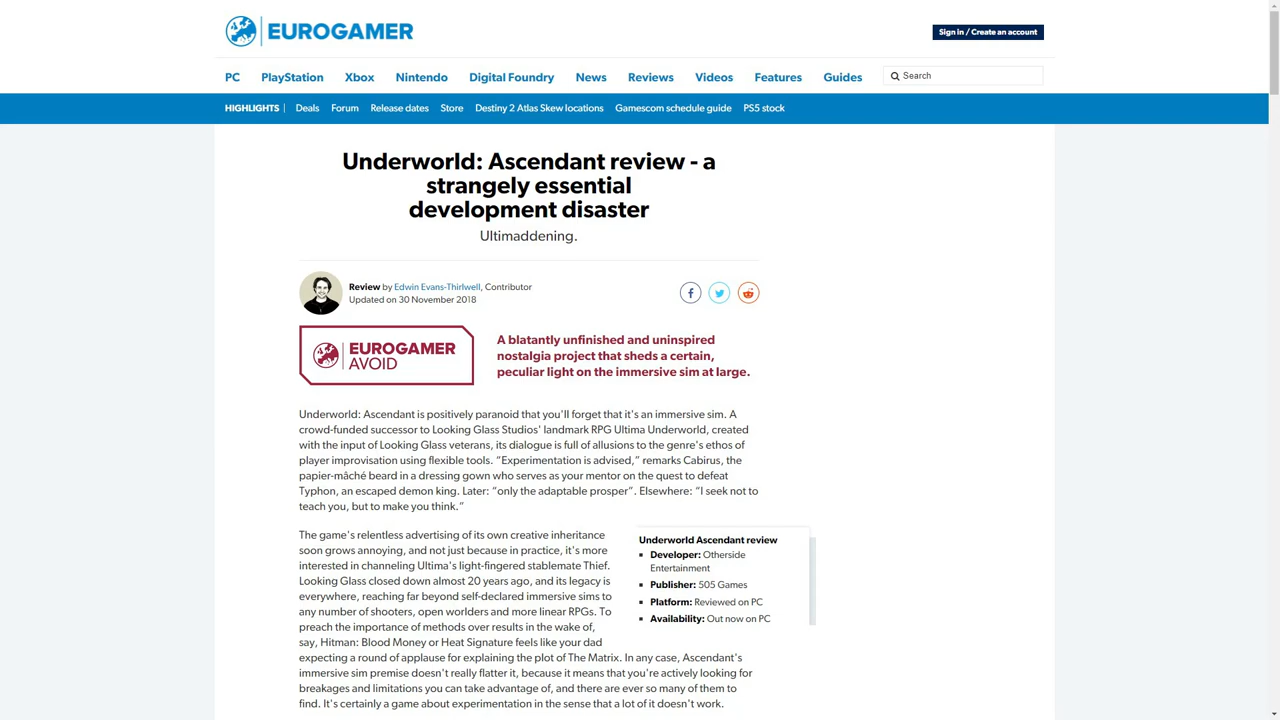 EUROGAMER
Sign in / Create an account
PC PlayStation Xbox Nintendo Digital Foundry News Reviews Videos Features Guides Search
HIGHLIGHTS | Deals Forum Release dates Store Destiny 2 Atlas Skew locations Gamescom schedule guide PS5 stock
Underworld: Ascendant review - a
strangely essential
development disaster
Ultimaddening.
Review by Edwin Evans-Thirlwell, Contributor
Updated on 30 November 2018
EUROGAMER
AVOID
A blatantly unfinished and uninspired
nostalgia project that sheds a certain,
peculiar light on the immersive sim at large.
Underworld: Ascendant is positively paranoid that you'll forget that it's an immersive sim. A
crowd-funded successor to Looking Glass Studios' landmark RPG Ultima Underworld, created
with the input of Looking Glass veterans, its dialogue is full of allusions to the genre's ethos of
player improvisation using flexible tools. “Experimentation is advised,” remarks Cabirus, the
papier-mâché beard in a dressing gown who serves as your mentor on the quest to defeat
Typhon, an escaped demon king. Later: “only the adaptable prosper”. Elsewhere: “I seek not to
teach you, but to make you think.”
The game's relentless advertising of its own creative inheritance
soon grows annoying, and not just because in practice, it's more
interested in channeling Ultima's light-fingered stablemate Thief.
Looking Glass closed down almost 20 years ago, and its legacy is
everywhere, reaching far beyond self-declared immersive sims to
any number of shooters, open worlders and more linear RPGs. To
preach the importance of methods over results in the wake of,
say, Hitman: Blood Money or Heat Signature feels like your dad
expecting a round of applause for explaining the plot of The Matrix. In any case, Ascendant's
immersive sim premise doesn't really flatter it, because it means that you're actively looking for
breakages and limitations you can take advantage of, and there are ever so many of them to
find. It's certainly a game about experimentation in the sense that a lot of it doesn't work.
Underworld Ascendant review
Developer: Otherside
Entertainment
Publisher: 505 Games
Platform: Reviewed on PC
Availability: Out now on PC